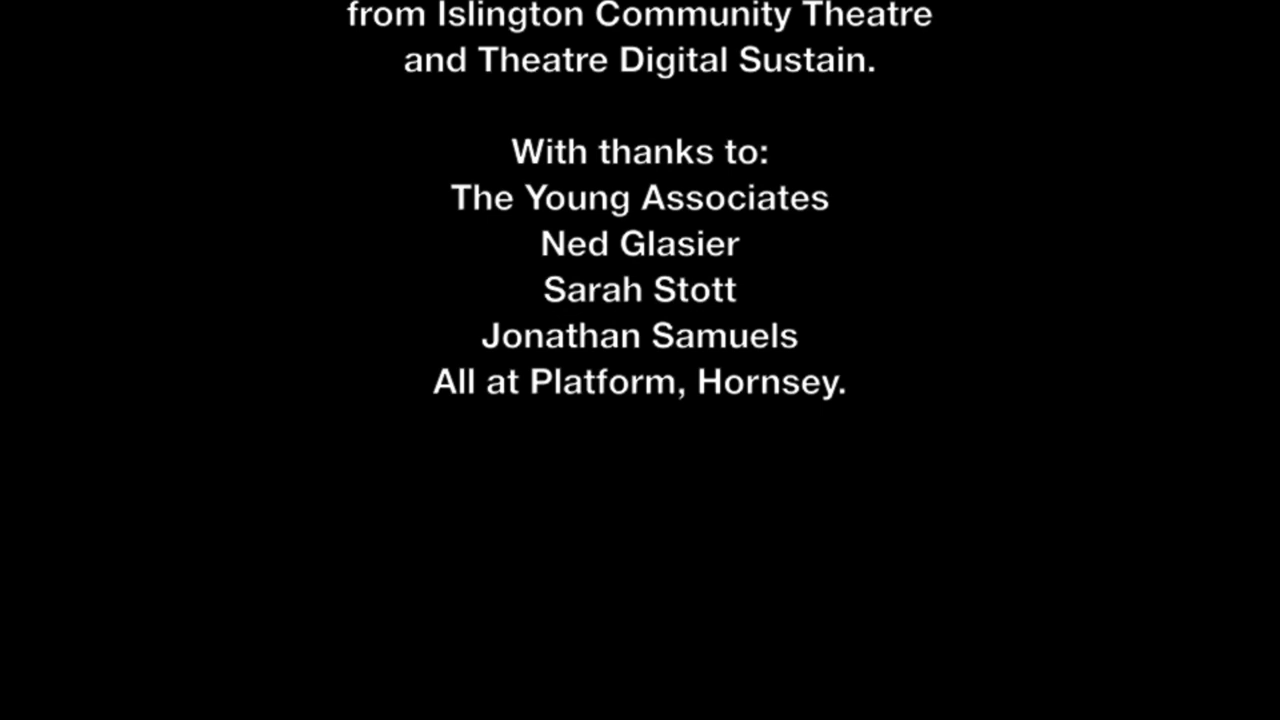 from Islington Community Theatre
and Theatre Digital Sustain.
With thanks to:
The Young Associates
Ned Glasier
Sarah Stott
Jonathan Samuels
All at Platform, Hornsey.